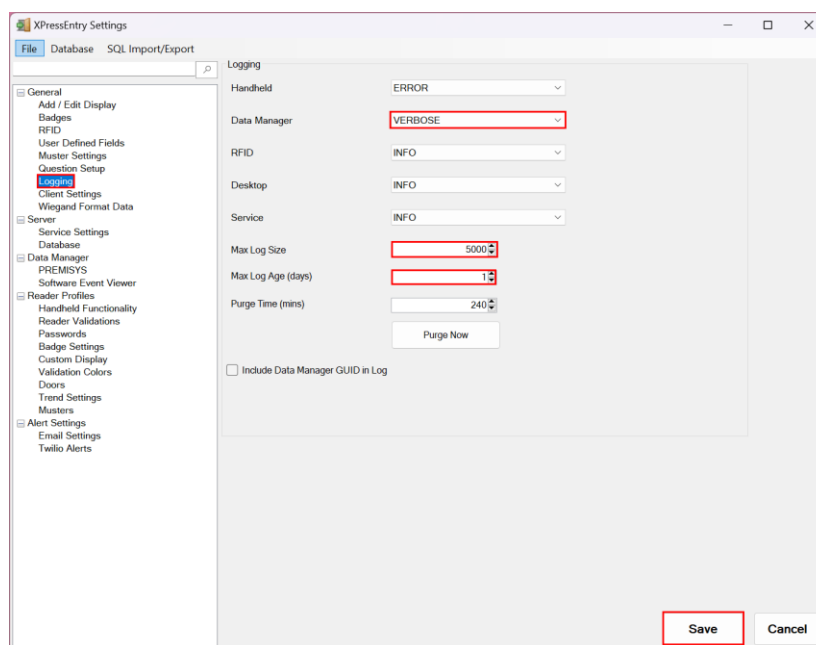 XPressEntry Settings
File Database SQL Import/Export
General
Add / Edit Display
Badges
RFID
User Defined Fields
Muster Settings
Question Setup
Logging
Client Settings
Wiegand Format Data
Server
Service Settings
Database
Data Manager
PREMISYS
Software Event Viewer
Reader Profiles
Handheld Functionality
Reader Validations
Passwords
Badge Settings
Custom Display
Validation Colors
Doors
Trend Settings
Musters
Alert Settings
Email Settings
Twilio Alerts
Logging
Handheld ERROR
Data Manager VERBOSE
RFID INFO
Desktop INFO
Service INFO
Max Log Size 5000
Max Log Age (days) 1
Purge Time (mins) 240
Purge Now
Include Data Manager GUID in Log
Save Cancel